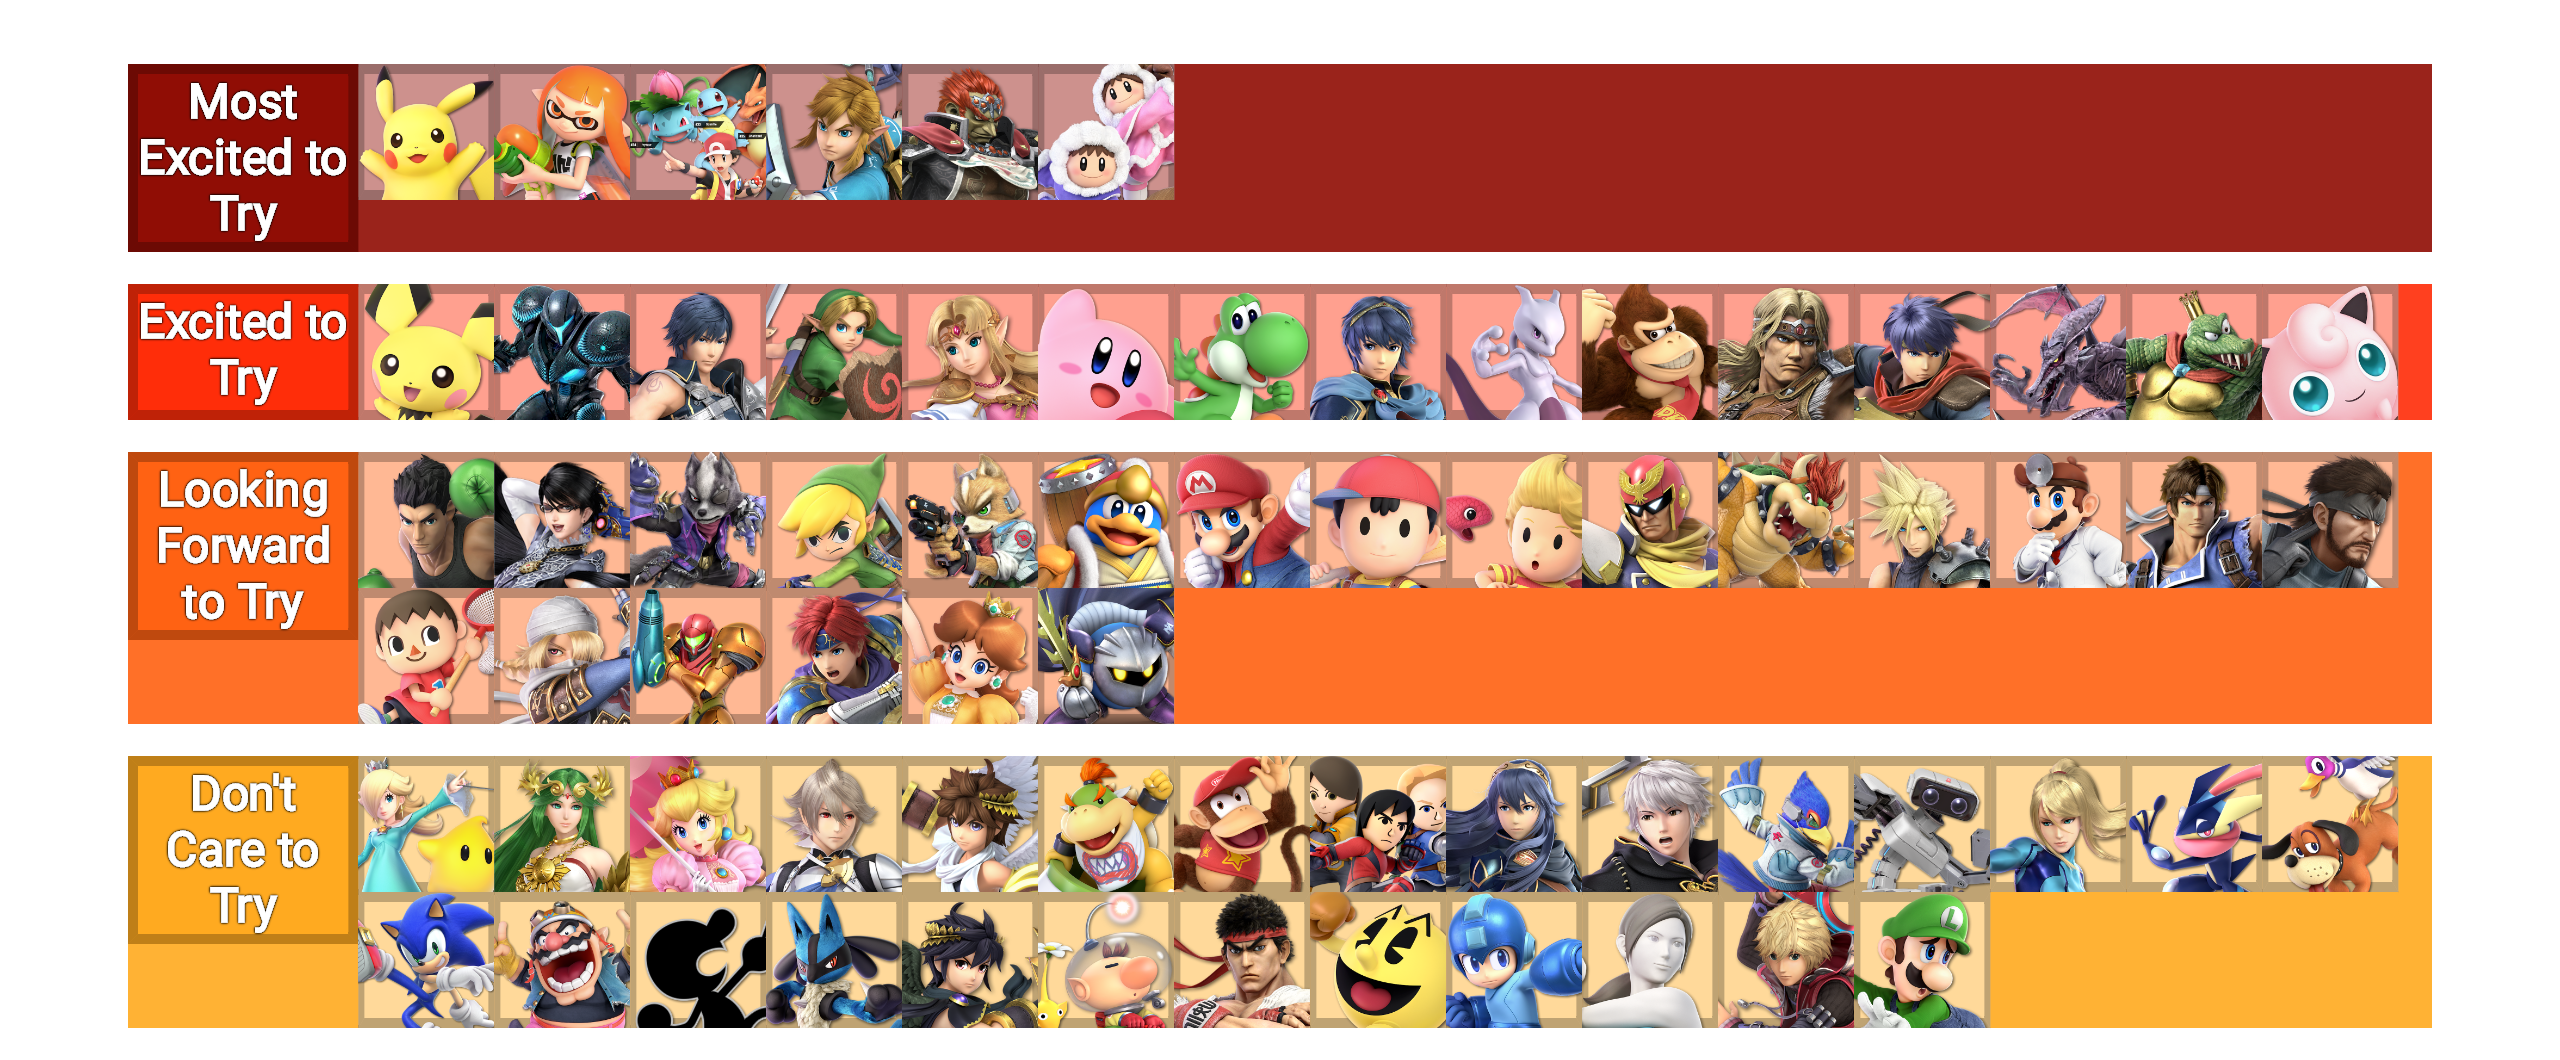 Most
Excited to
Try
Excited to
Try
Looking
Forward
to Try
Don't
Care to
Try